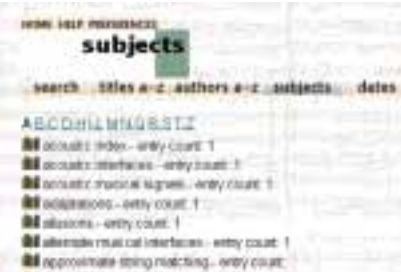 HOME HELP PREFERENCES
subjects
search titles a-z authors a-z subjects dates
A B C D H I L M N Q R S T Z
acoustic index - entry count: 1
acoustic interfaces - entry count: 1
acoustic musical signals - entry count: 1
adaptations - entry count: 1
allusions - entry count: 1
alternate musical interfaces - entry count: 1
approximate string matching - entry count: